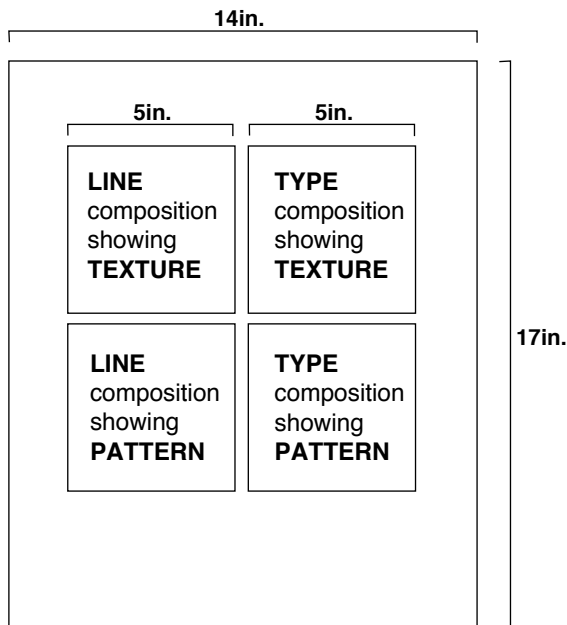 14in.
5in.
5in.
LINE
composition
showing
TEXTURE
TYPE
composition
showing
TEXTURE
17in.
LINE
composition
showing
PATTERN
TYPE
composition
showing
PATTERN